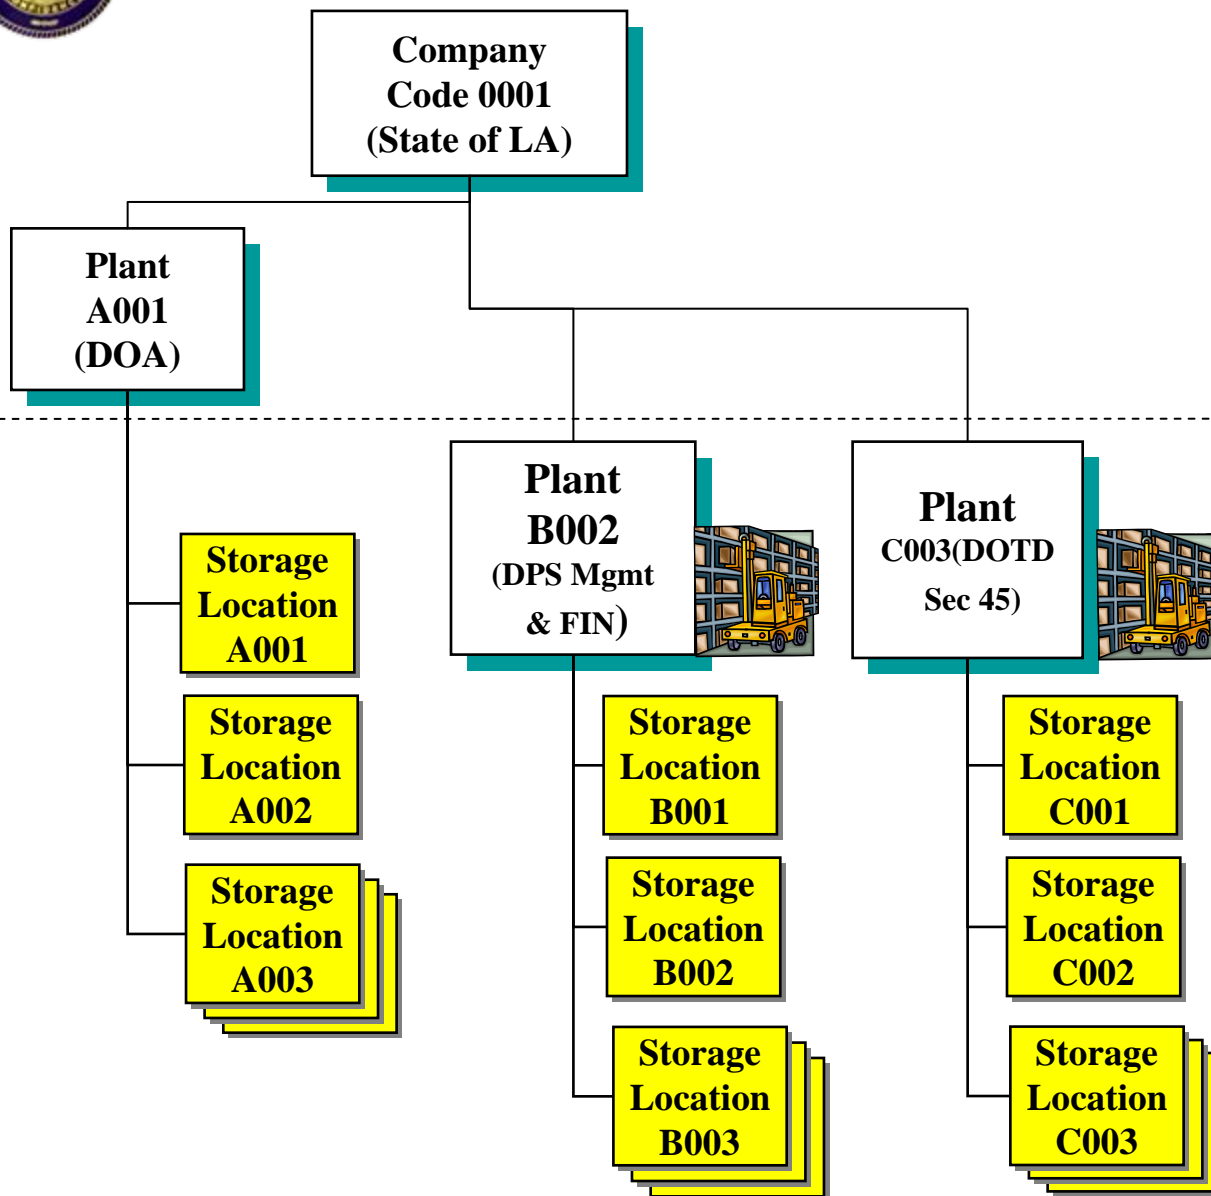 Company
Code 0001
(State of LA)
Plant
A001
(DOA)
Plant
B002
(DPS Mgmt
& FIN)
Plant
C003(DOTD
Sec 45)
Storage
Location
A001
Storage
Location
A002
Storage
Location
A003
Storage
Location
B001
Storage
Location
B002
Storage
Location
B003
Storage
Location
C001
Storage
Location
C002
Storage
Location
C003